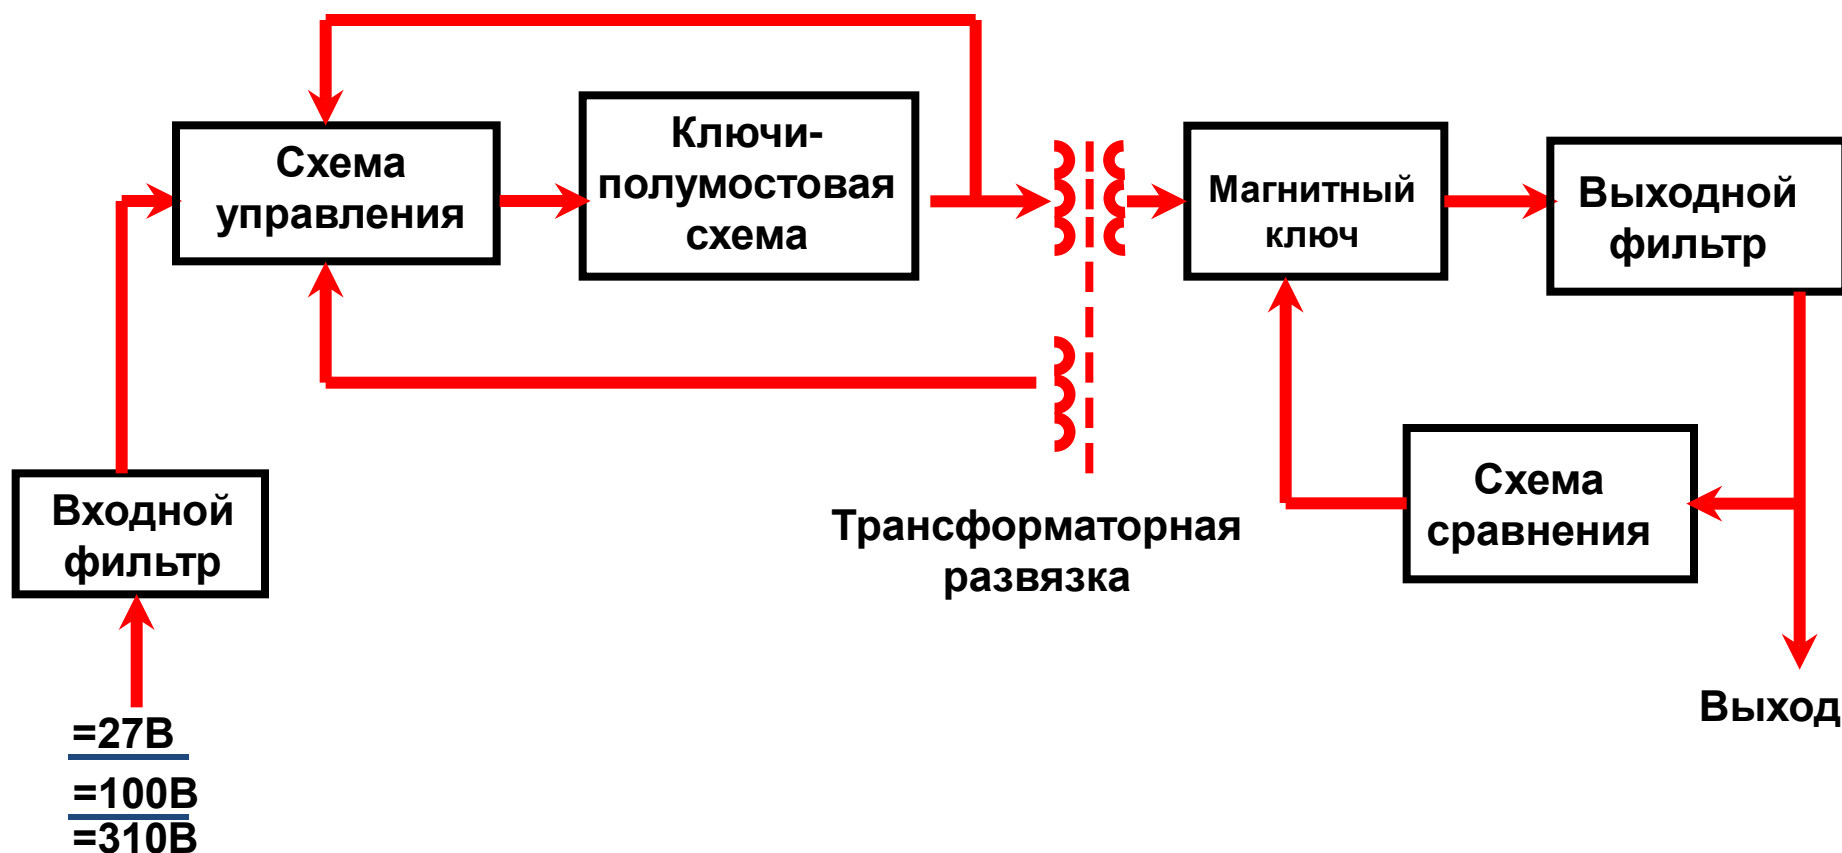 Схема
управления
Ключи-
полумостовая
схема
Магнитный
ключ
Выходной
фильтр
Входной
фильтр
Трансформаторная
развязка
Схема
сравнения
Выход
=27В
=100В
=310В